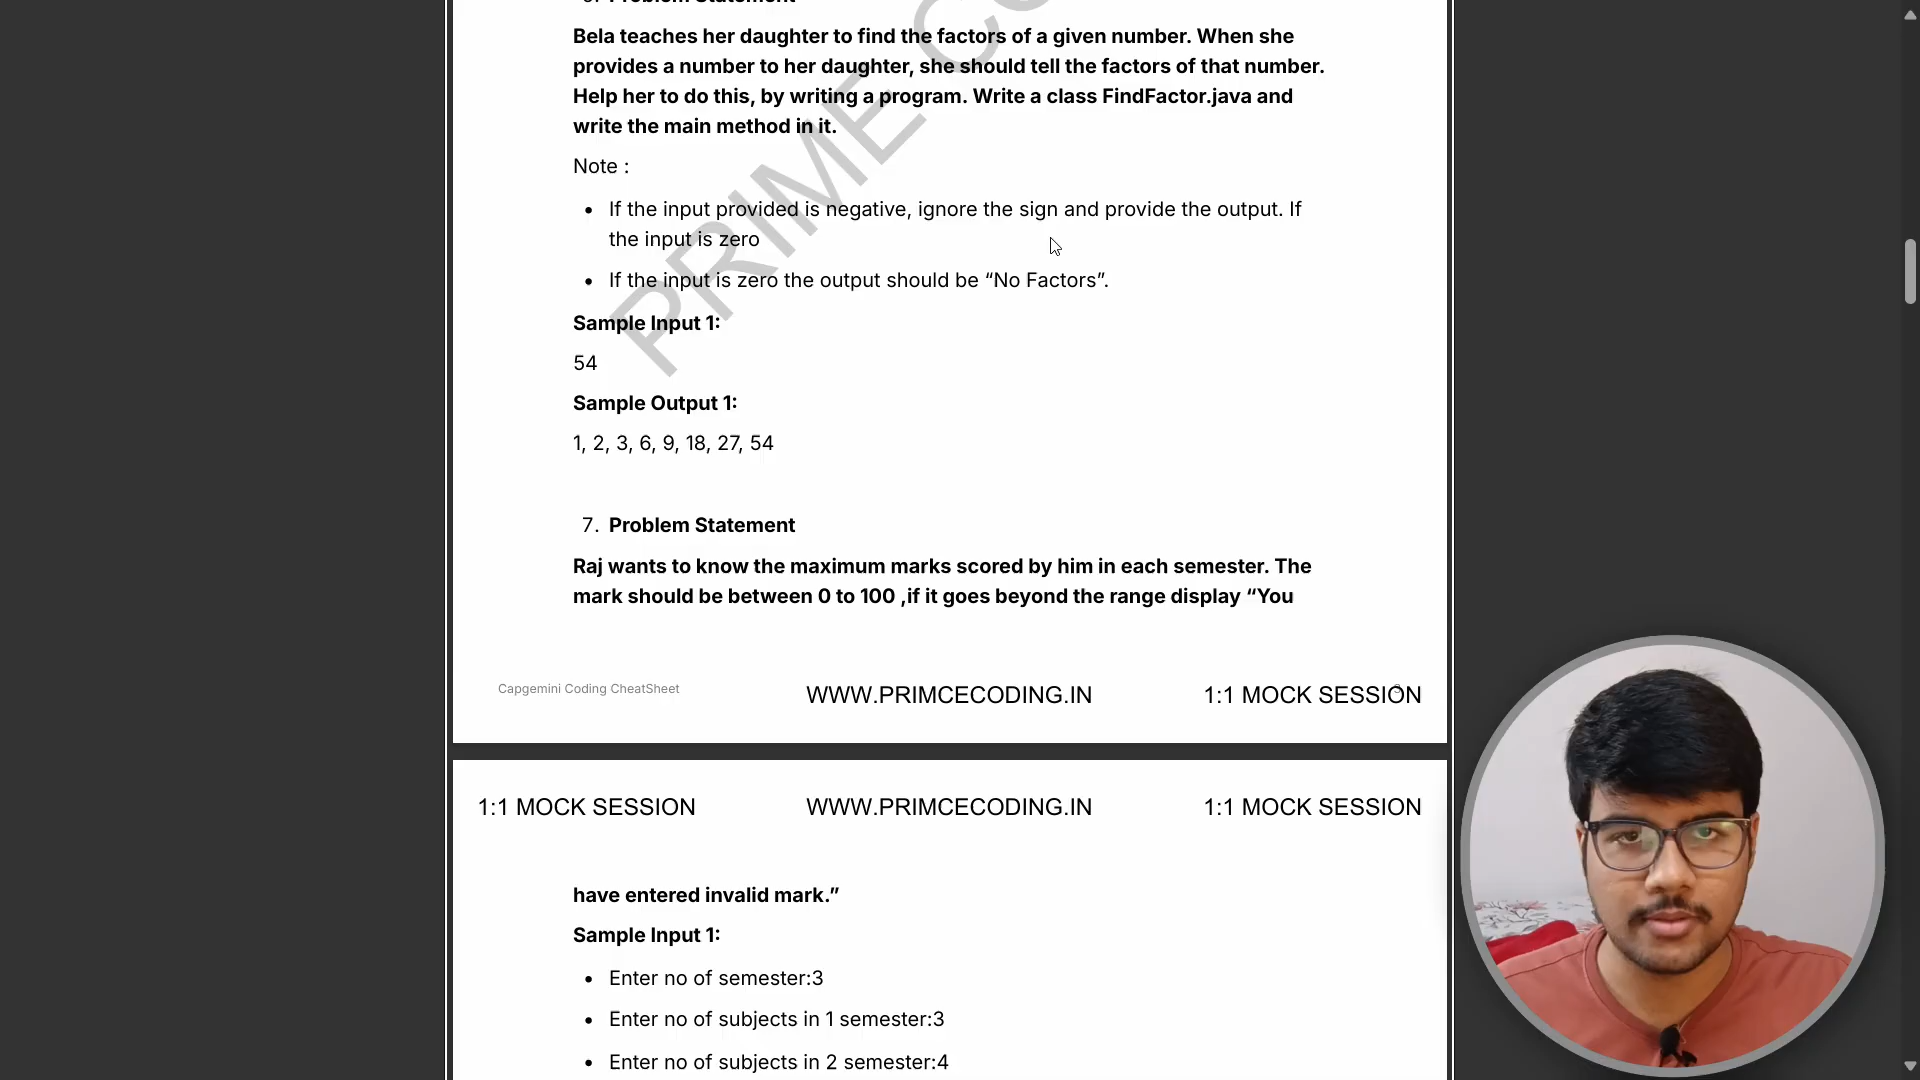 Problem Statement
Bela teaches her daughter to find the factors of a given number. When she
provides a number to her daughter, she should tell the factors of that number.
Help her to do this, by writing a program. Write a class FindFactor.java and
write the main method in it.
Note :
• If the input provided is negative, ignore the sign and provide the output. If
the input is zero
• If the input is zero the output should be “No Factors”.
Sample Input 1:
54
Sample Output 1:
1, 2, 3, 6, 9, 18, 27, 54
PRIME CO
7. Problem Statement
Raj wants to know the maximum marks scored by him in each semester. The
mark should be between 0 to 100 ,if it goes beyond the range display “You
Capgemini Coding CheatSheet
WWW.PRIMCECODING.IN
1:1 MOCK SESSION
1:1 MOCK SESSION
WWW.PRIMCECODING.IN
1:1 MOCK SESSION
have entered invalid mark.”
Sample Input 1:
• Enter no of semester:3
• Enter no of subjects in 1 semester:3
• Enter no of subjects in 2 semester:4